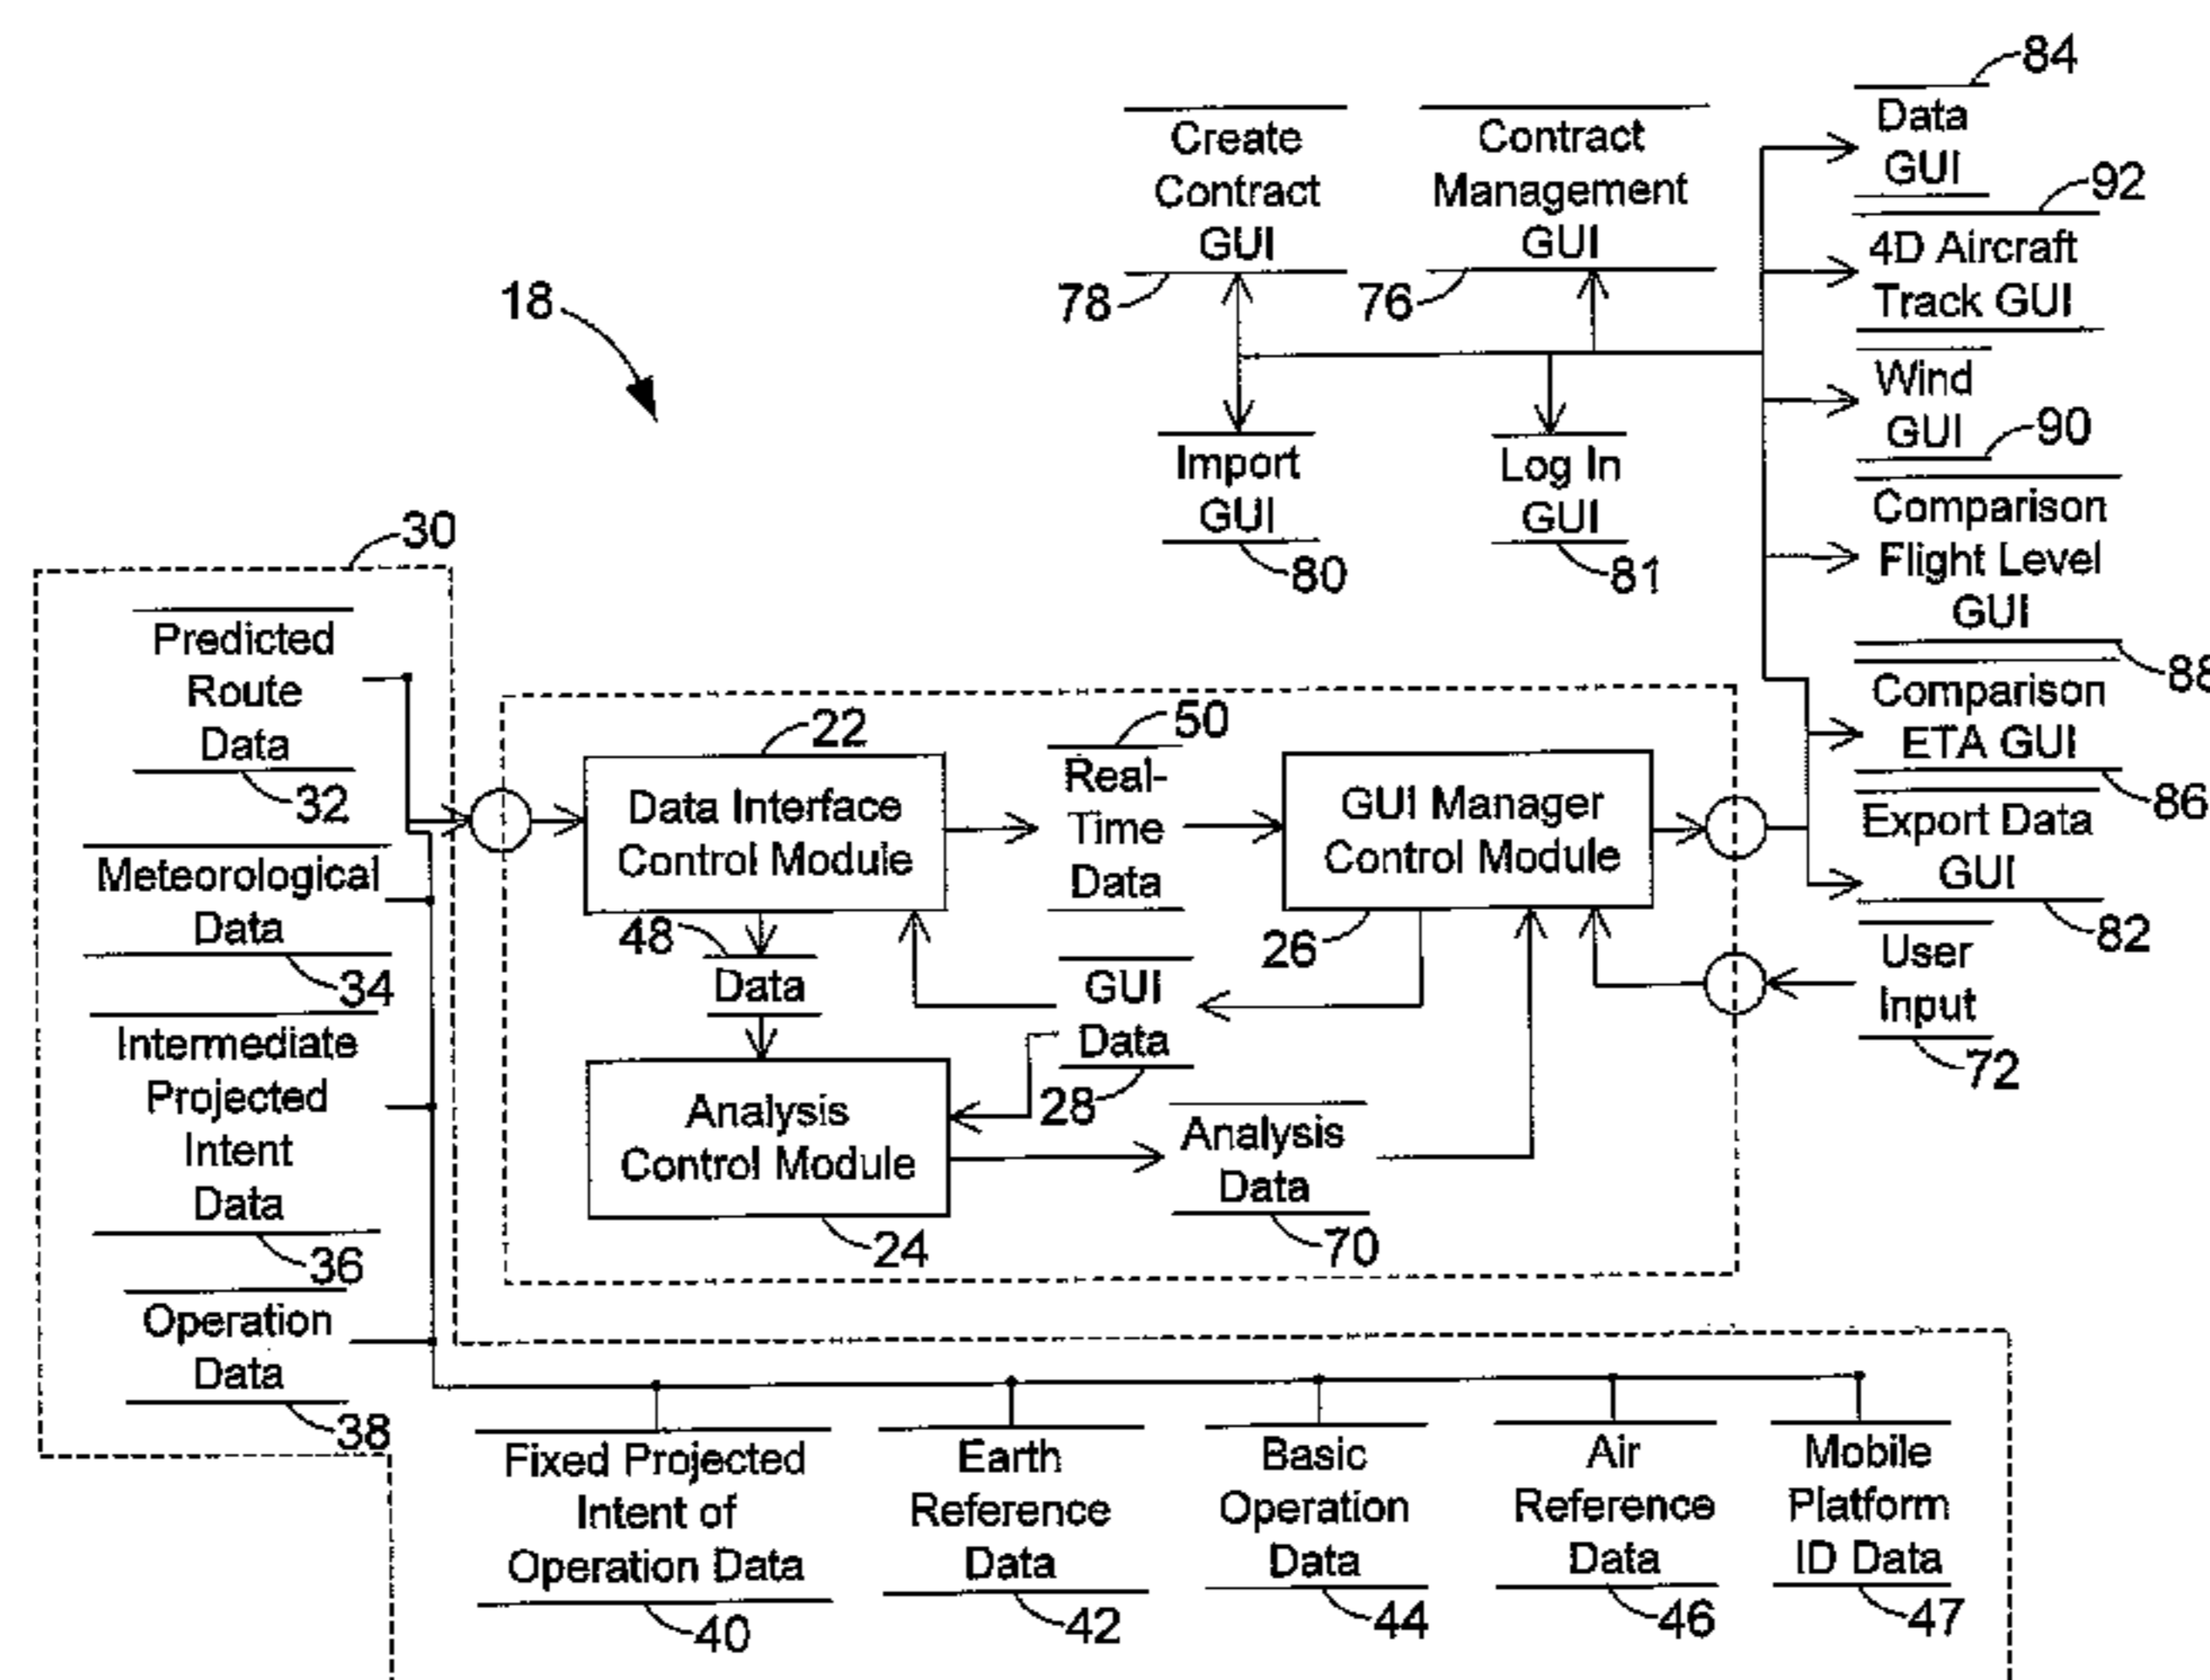 84
Data
GUI
92
4D Aircraft
Track GUI
Wind
GUI
90
Comparison
Flight Level
GUI
88
Comparison
ETA GUI
86
Export Data
GUI
82
User
Input
72
Create
Contract
GUI
78
Contract
Management
GUI
76
Import
GUI
80
Log In
GUI
81
18
30
Predicted
Route
Data
32
Meteorological
Data
34
Intermediate
Projected
Intent
Data
36
Operation
Data
38
22
Data Interface
Control Module
50
Real-
Time
Data
GUI Manager
Control Module
26
48
Data
GUI
Data
28
Analysis
Control Module
24
Analysis
Data
70
Fixed Projected
Intent of
Operation Data
40
Earth
Reference
Data
42
Basic
Operation
Data
44
Air
Reference
Data
46
Mobile
Platform
ID Data
47